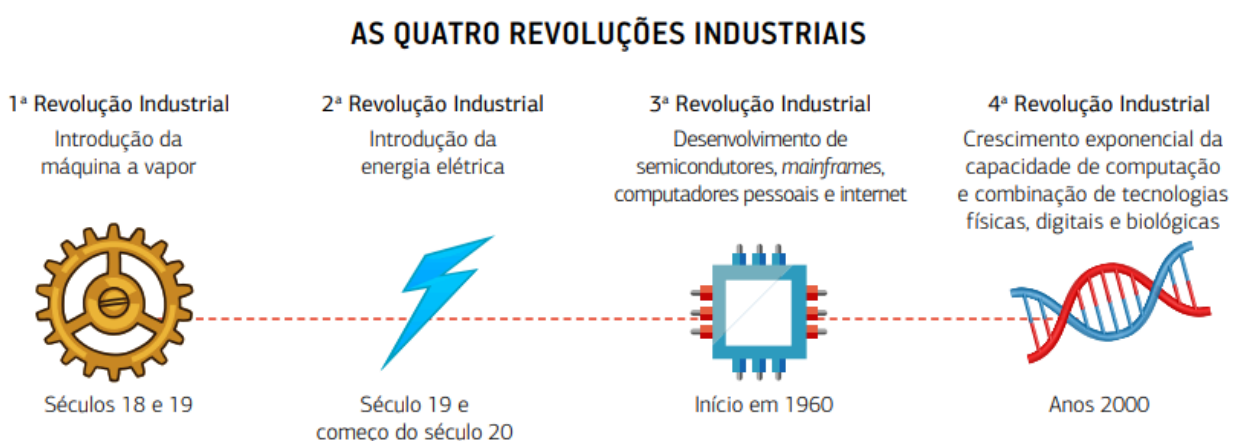 AS QUATRO REVOLUÇÕES INDUSTRIAIS
1ª Revolução Industrial
Introdução da
máquina a vapor
Séculos 18 e 19
2ª Revolução Industrial
Introdução da
energia elétrica
Século 19 e
começo do século 20
3ª Revolução Industrial
Desenvolvimento de
semicondutores, mainframes,
computadores pessoais e internet
Início em 1960
4ª Revolução Industrial
Crescimento exponencial da
capacidade de computação
e combinação de tecnologias
físicas, digitais e biológicas
Anos 2000